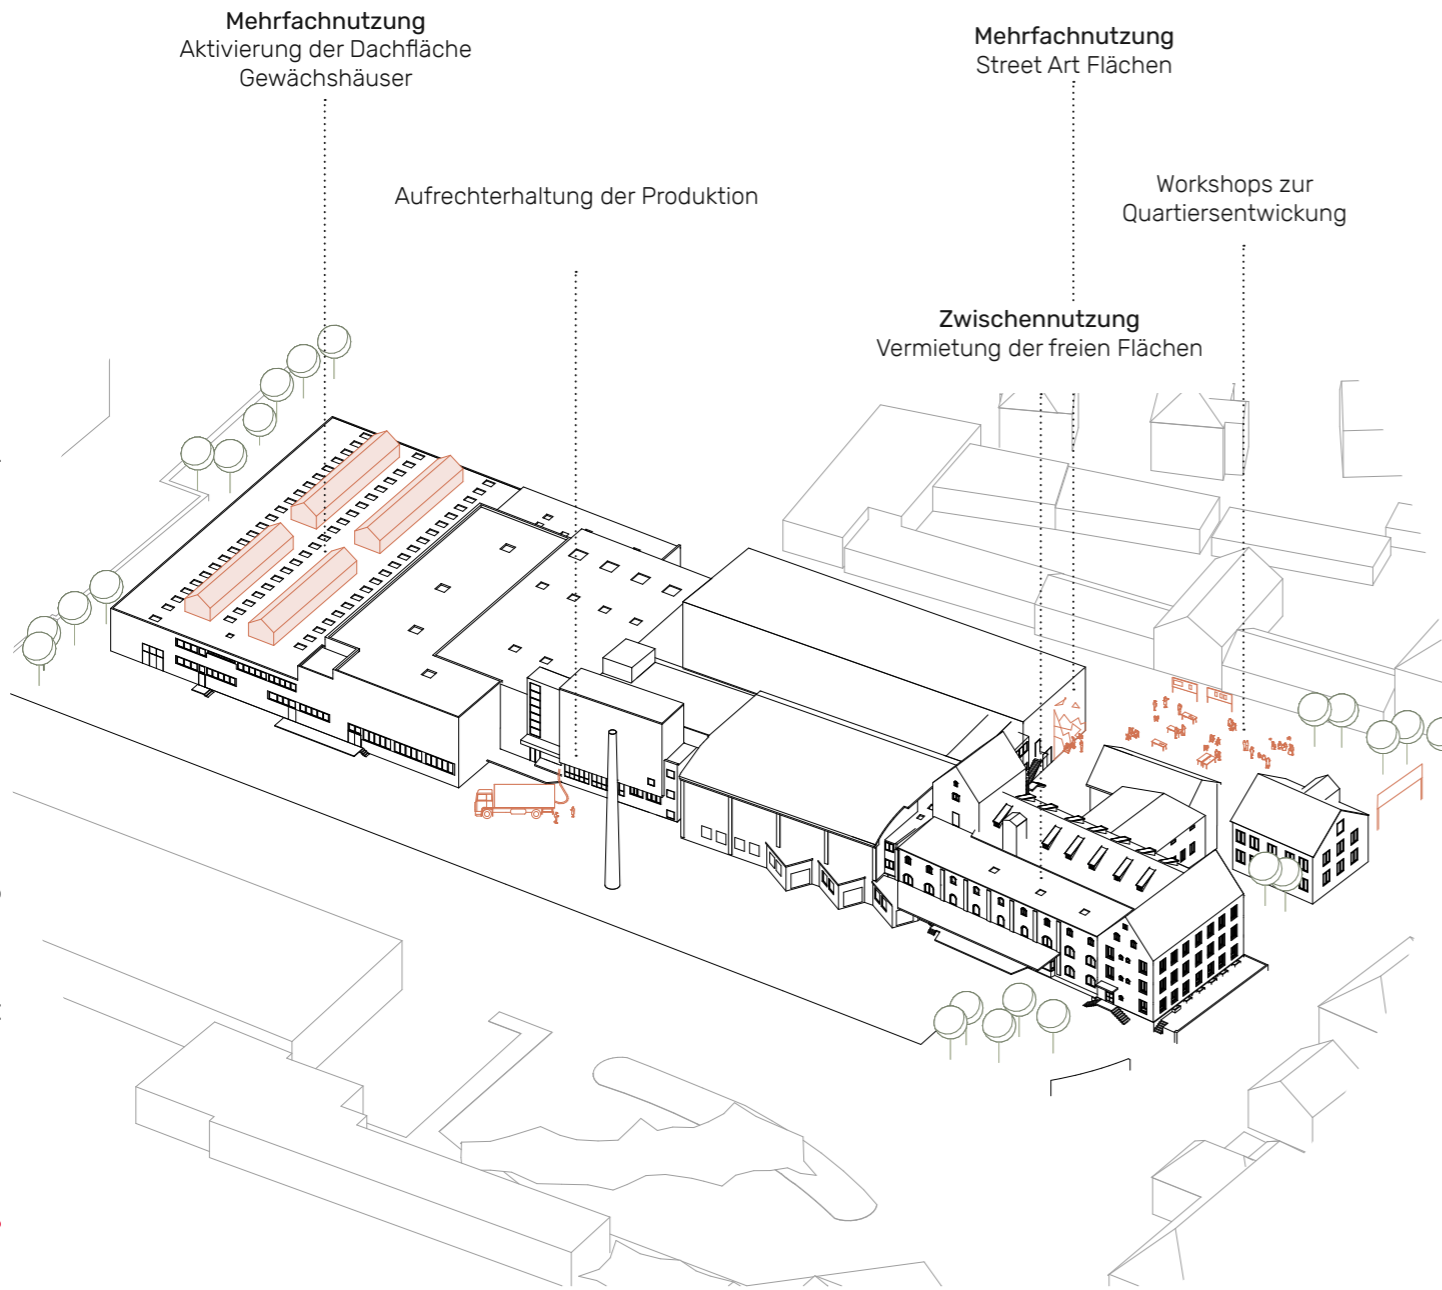 Mehrfachnutzung
Aktivierung der Dachfläche
Gewächshäuser
Mehrfachnutzung
Street Art Flächen
Aufrechterhaltung der Produktion
Workshops zur
Quartiersentwickung
Zwischennutzung
Vermietung der freien Flächen